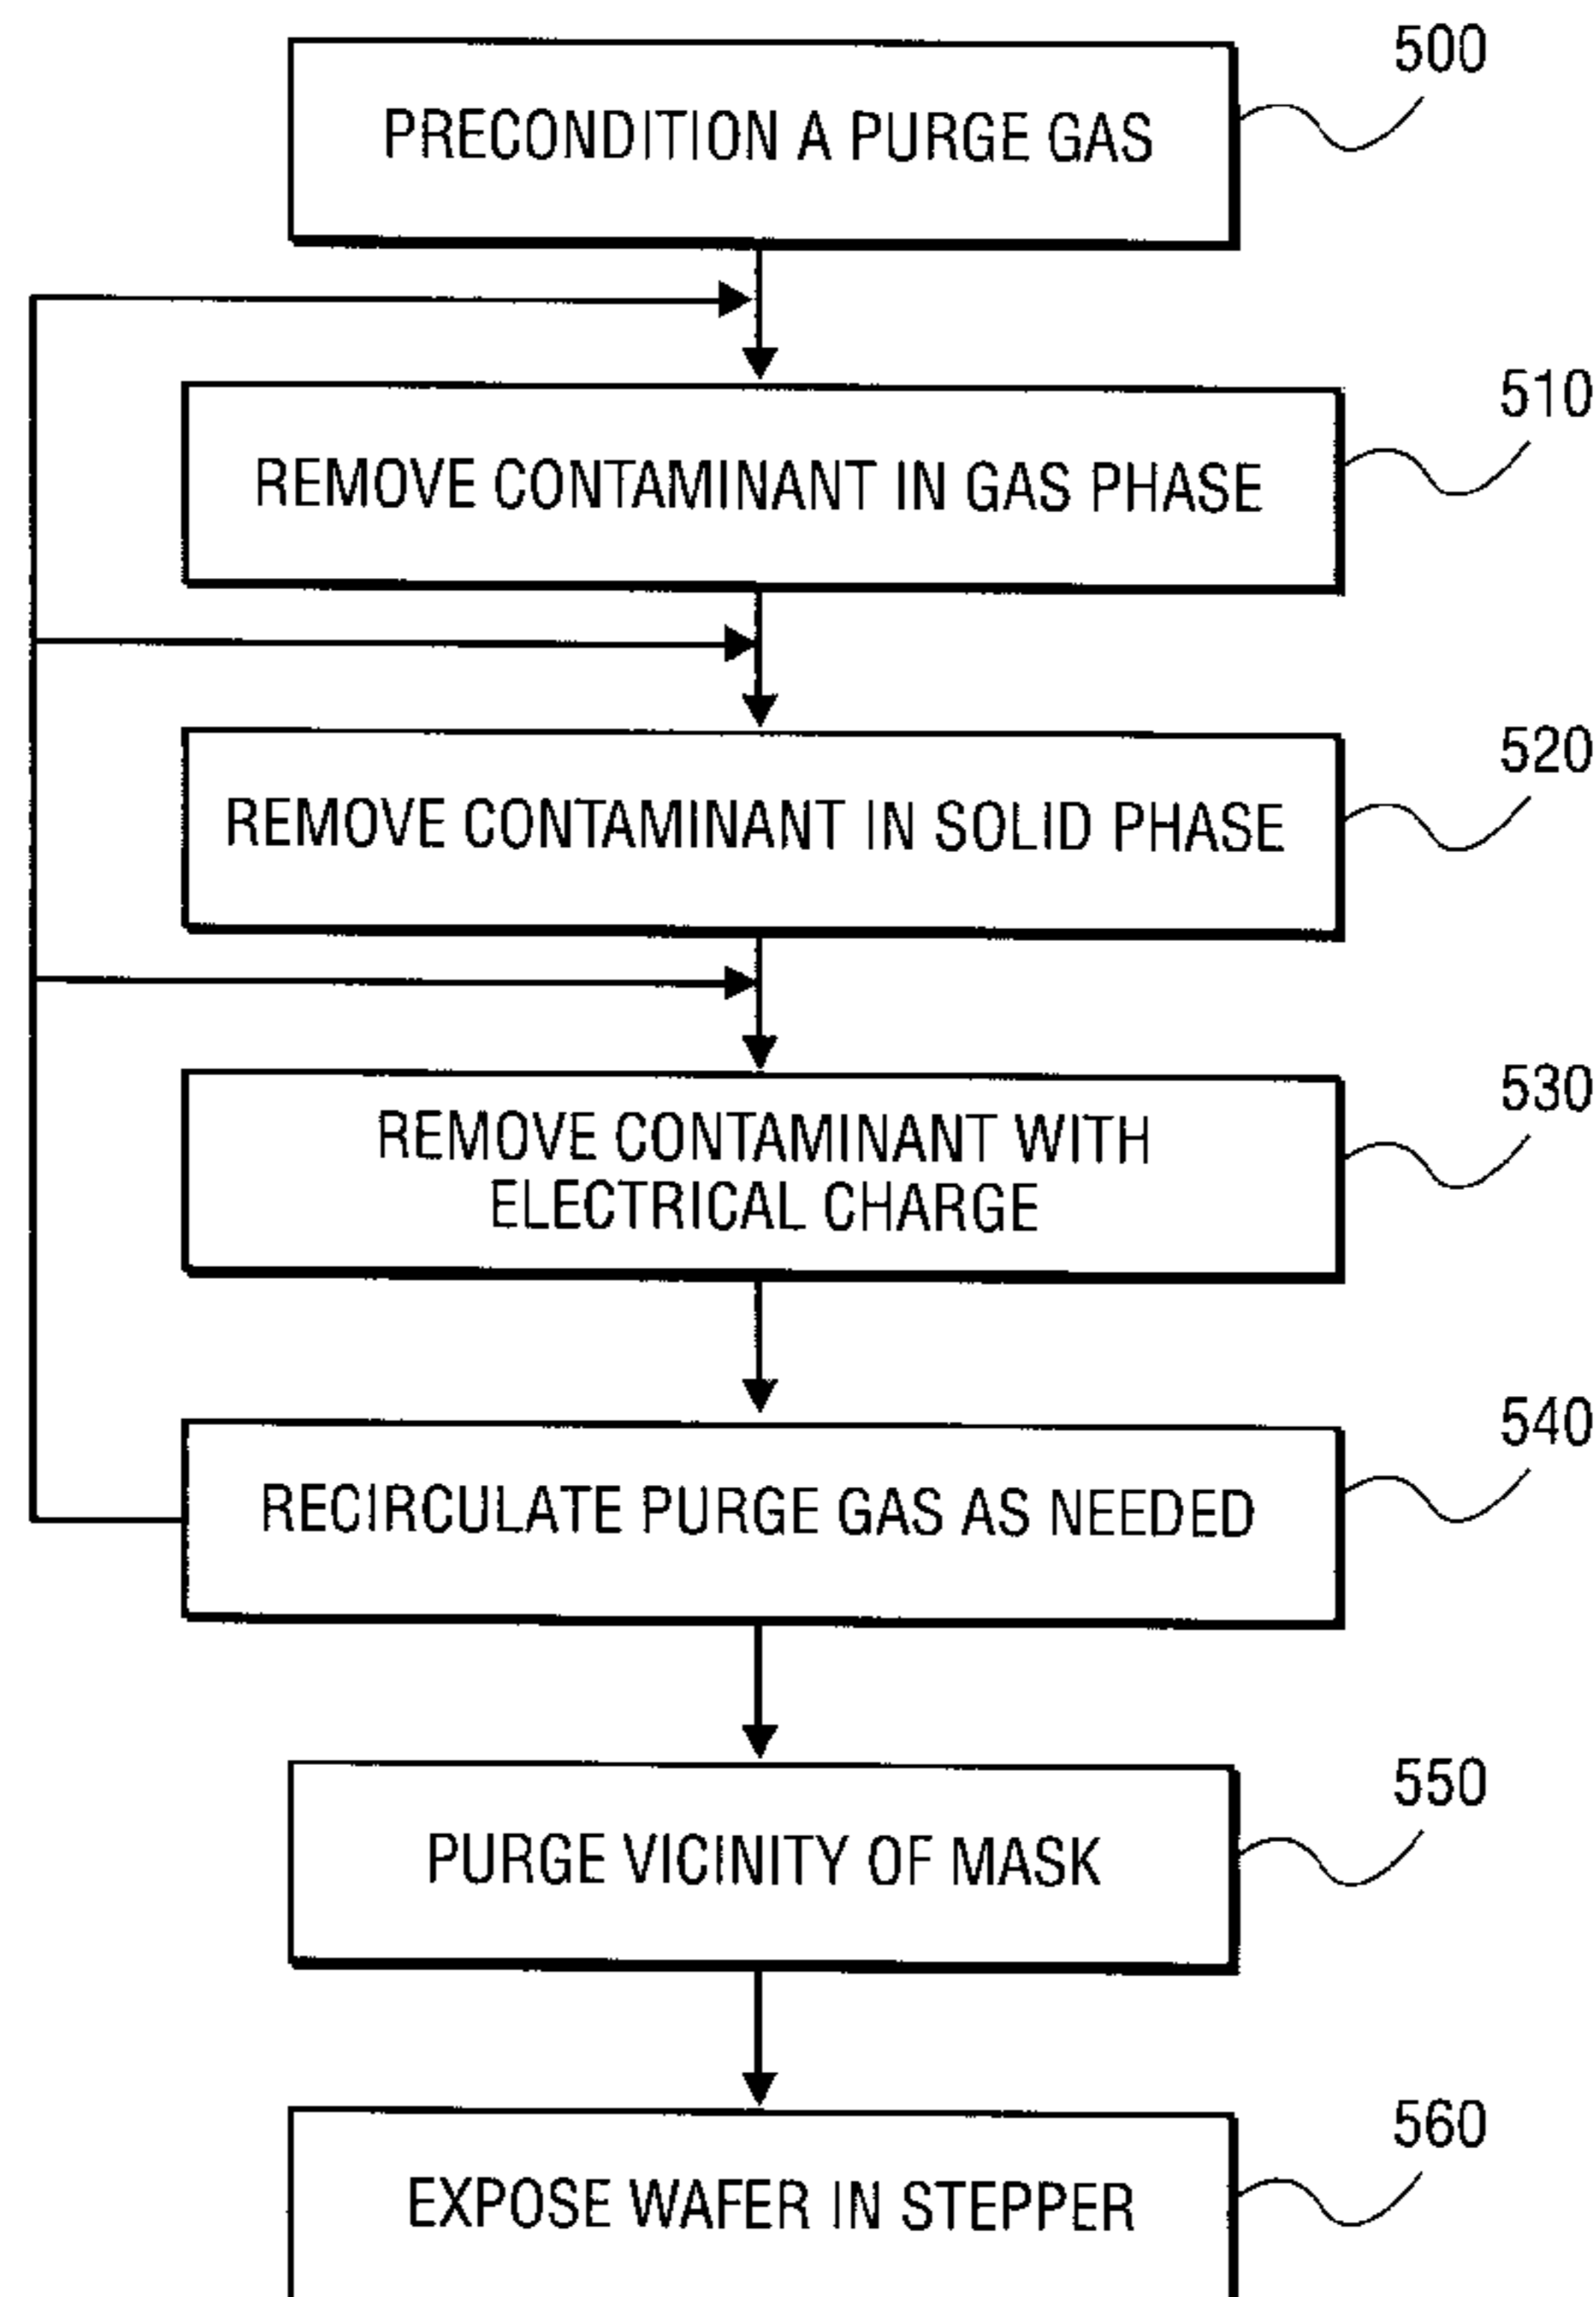 500
PRECONDITION A PURGE GAS
510
REMOVE CONTAMINANT IN GAS PHASE
520
REMOVE CONTAMINANT IN SOLID PHASE
530
REMOVE CONTAMINANT WITH
ELECTRICAL CHARGE
540
RECIRCULATE PURGE GAS AS NEEDED
550
PURGE VICINITY OF MASK
560
EXPOSE WAFER IN STEPPER